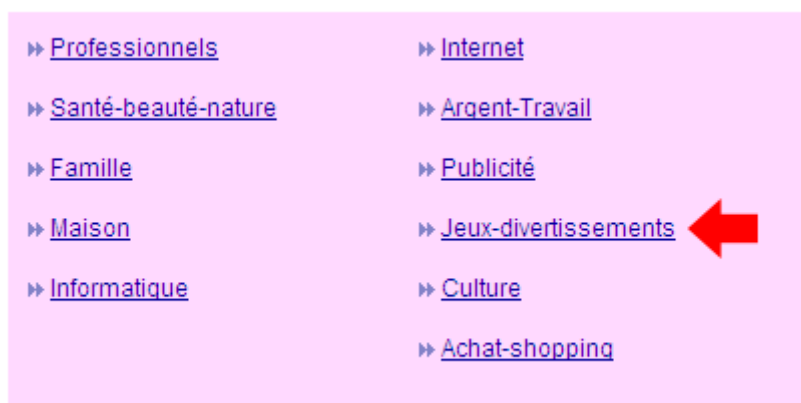 Professionnels
Santé-beauté-nature
Famille
Maison
Informatique
Internet
Argent-Travail
Publicité
Jeux-divertissements
Culture
Achat-shopping